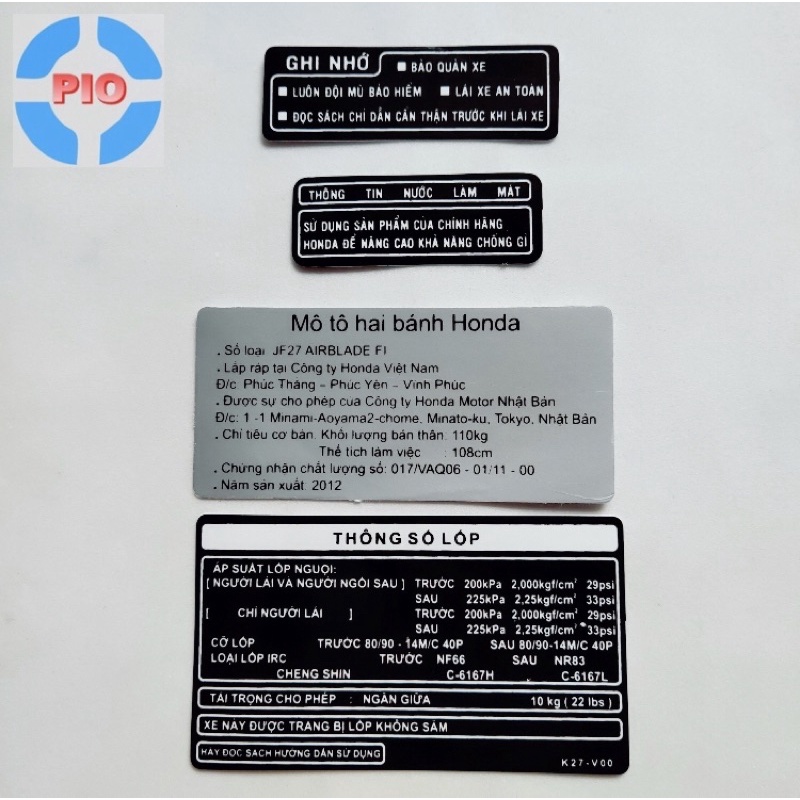 PIO
GHI NHỚ
■ BẢO QUẢN XE
■ LUÔN ĐỘI MŨ BẢO HIỂM ■ LÁI XE AN TOÀN
■ ĐỌC SÁCH CHỈ DẪN CẨN THẬN TRƯỚC KHI LÁI XE
THÔNG TIN NƯỚC LÀM MÁT
SỬ DỤNG SẢN PHẨM CỦA CHÍNH HÃNG
HONDA ĐỂ NÂNG CAO KHẢ NĂNG CHỐNG GỈ
Mô tô hai bánh Honda
. Số loại JF27 AIRBLADE FI
. Lắp ráp tại Công ty Honda Việt Nam
Đ/c Phúc Thắng - Phúc Yên - Vĩnh Phúc
. Được sự cho phép của Công ty Honda Motor Nhật Bản
Đ/c: 1 -1 Minami-Aoyama2-chome, Minato-ku, Tokyo, Nhật Bản
. Chỉ tiêu cơ bản. Khối lượng bản thân: 110kg
Thể tích làm việc : 108cm
. Chứng nhận chất lượng số: 017/VAQ06 - 01/11 - 00
. Năm sản xuất. 2012
THÔNG SỐ LỐP
ÁP SUẤT LỐP NGUỘI:
[ NGƯỜI LÁI VÀ NGƯỜI NGỒI SAU ] TRƯỚC 200kPa 2,000kgf/cm² 29psi
SAU 225kPa 2,25kgf/cm² 33psi
[ CHỈ NGƯỜI LÁI ] TRƯỚC 200kPa 2,000kgf/cm² 29psi
SAU 225kPa 2,25kgf/cm² 33psi
CỠ LỐP TRƯỚC 80/90 - 14M/C 40P SAU 80/90-14M/C 40P
LOẠI LỐP IRC TRƯỚC NF66 SAU NR83
CHENG SHIN C-6167H C-6167L
TẢI TRỌNG CHO PHÉP : NGĂN GIỮA 10 kg ( 22 lbs )
XE NÀY ĐƯỢC TRANG BỊ LỐP KHÔNG SĂM
HÃY ĐỌC SÁCH HƯỚNG DẪN SỬ DỤNG
K27-V00